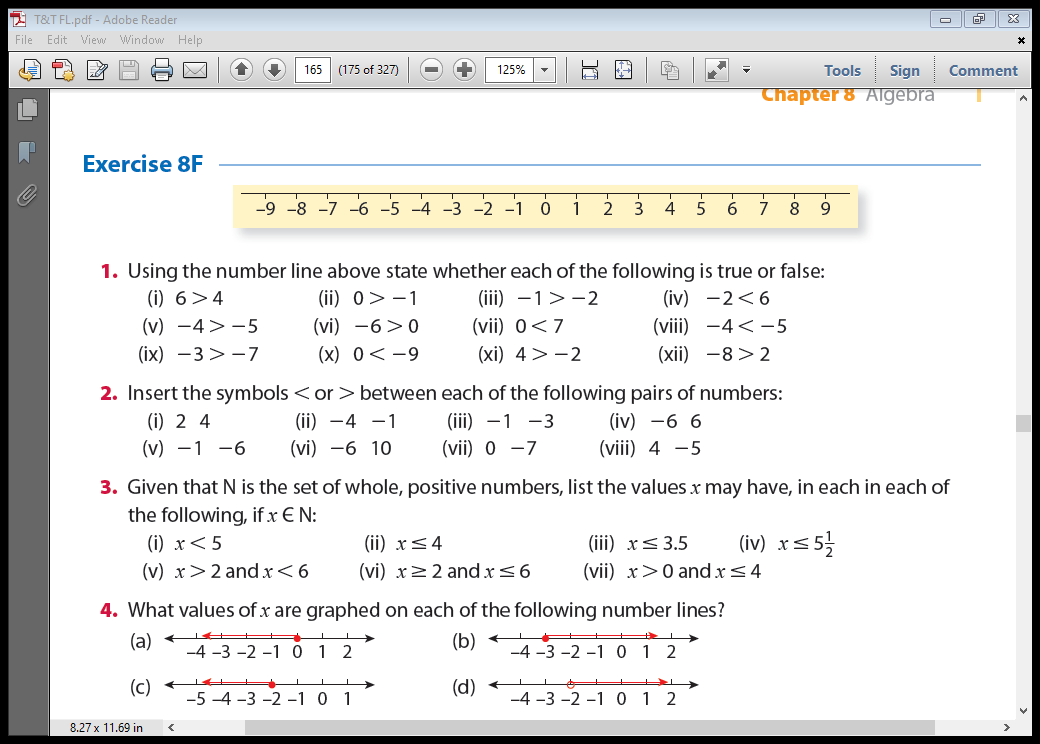 T&T FL.pdf - Adobe Reader
File Edit View Window Help
165 (175 of 327) 125% Tools Sign Comment
Chapter 8 Algebra
Exercise 8F
–9 –8 –7 –6 –5 –4 –3 –2 –1 0 1 2 3 4 5 6 7 8 9
1. Using the number line above state whether each of the following is true or false:
(i) 6 > 4 (ii) 0 > −1 (iii) −1 > −2 (iv) −2 < 6
(v) −4 > −5 (vi) −6 > 0 (vii) 0 < 7 (viii) −4 < −5
(ix) −3 > −7 (x) 0 < −9 (xi) 4 > −2 (xii) −8 > 2
2. Insert the symbols < or > between each of the following pairs of numbers:
(i) 2 4 (ii) −4 −1 (iii) −1 −3 (iv) −6 6
(v) −1 −6 (vi) −6 10 (vii) 0 −7 (viii) 4 −5
3. Given that N is the set of whole, positive numbers, list the values x may have, in each in each of
the following, if x ∈ N:
(i) x < 5 (ii) x ≤ 4 (iii) x ≤ 3.5 (iv) x ≤ 5½
(v) x > 2 and x < 6 (vi) x ≥ 2 and x ≤ 6 (vii) x > 0 and x ≤ 4
4. What values of x are graphed on each of the following number lines?
(a) –4 –3 –2 –1 0 1 2 (b) –4 –3 –2 –1 0 1 2
(c) –5 –4 –3 –2 –1 0 1 (d) –4 –3 –2 –1 0 1 2
8.27 x 11.69 in